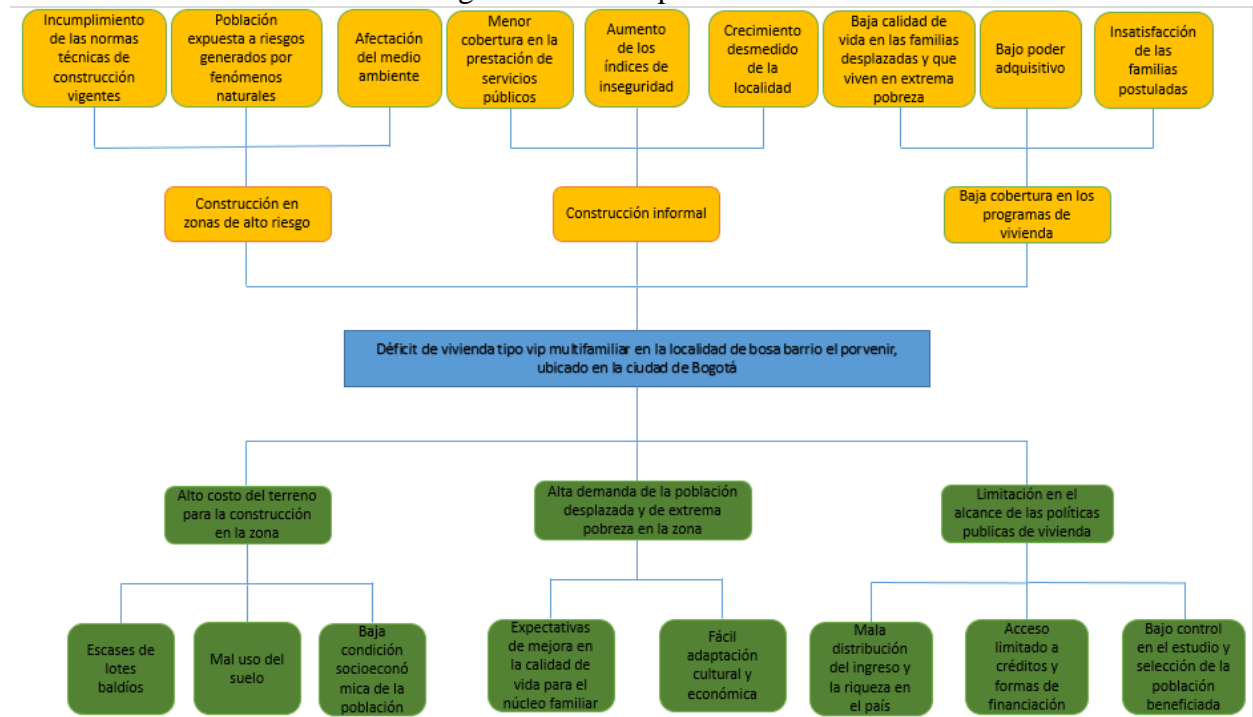 Incumplimiento
de las normas
técnicas de
construcción
vigentes
Población
expuesta a riesgos
generados por
fenómenos
naturales
Afectación
del medio
ambiente
Menor
cobertura en la
prestación de
servicios
públicos
Aumento
de los
índices de
inseguridad
Crecimiento
desmedido
de la
localidad
Baja calidad de
vida en las familias
desplazadas y que
viven en extrema
pobreza
Bajo poder
adquisitivo
Insatisfacción
de las
familias
postuladas
Construcción en
zonas de alto riesgo
Construcción informal
Baja cobertura en los
programas de
vivienda
Déficit de vivienda tipo vip multifamiliar en la localidad de bosa barrio el porvenir,
ubicado en la ciudad de Bogotá
Alto costo del terreno
para la construcción
en la zona
Alta demanda de la población
desplazada y de extrema
pobreza en la zona
Limitación en el
alcance de las políticas
publicas de vivienda
Escases de
lotes
baldíos
Mal uso del
suelo
Baja
condición
socioeconó
mica de la
población
Expectativas
de mejora en
la calidad de
vida para el
núcleo familiar
Fácil
adaptación
cultural y
económica
Mala
distribución
del ingreso y
la riqueza en
el país
Acceso
limitado a
créditos y
formas de
financiación
Bajo control
en el estudio y
selección de la
población
beneficiada